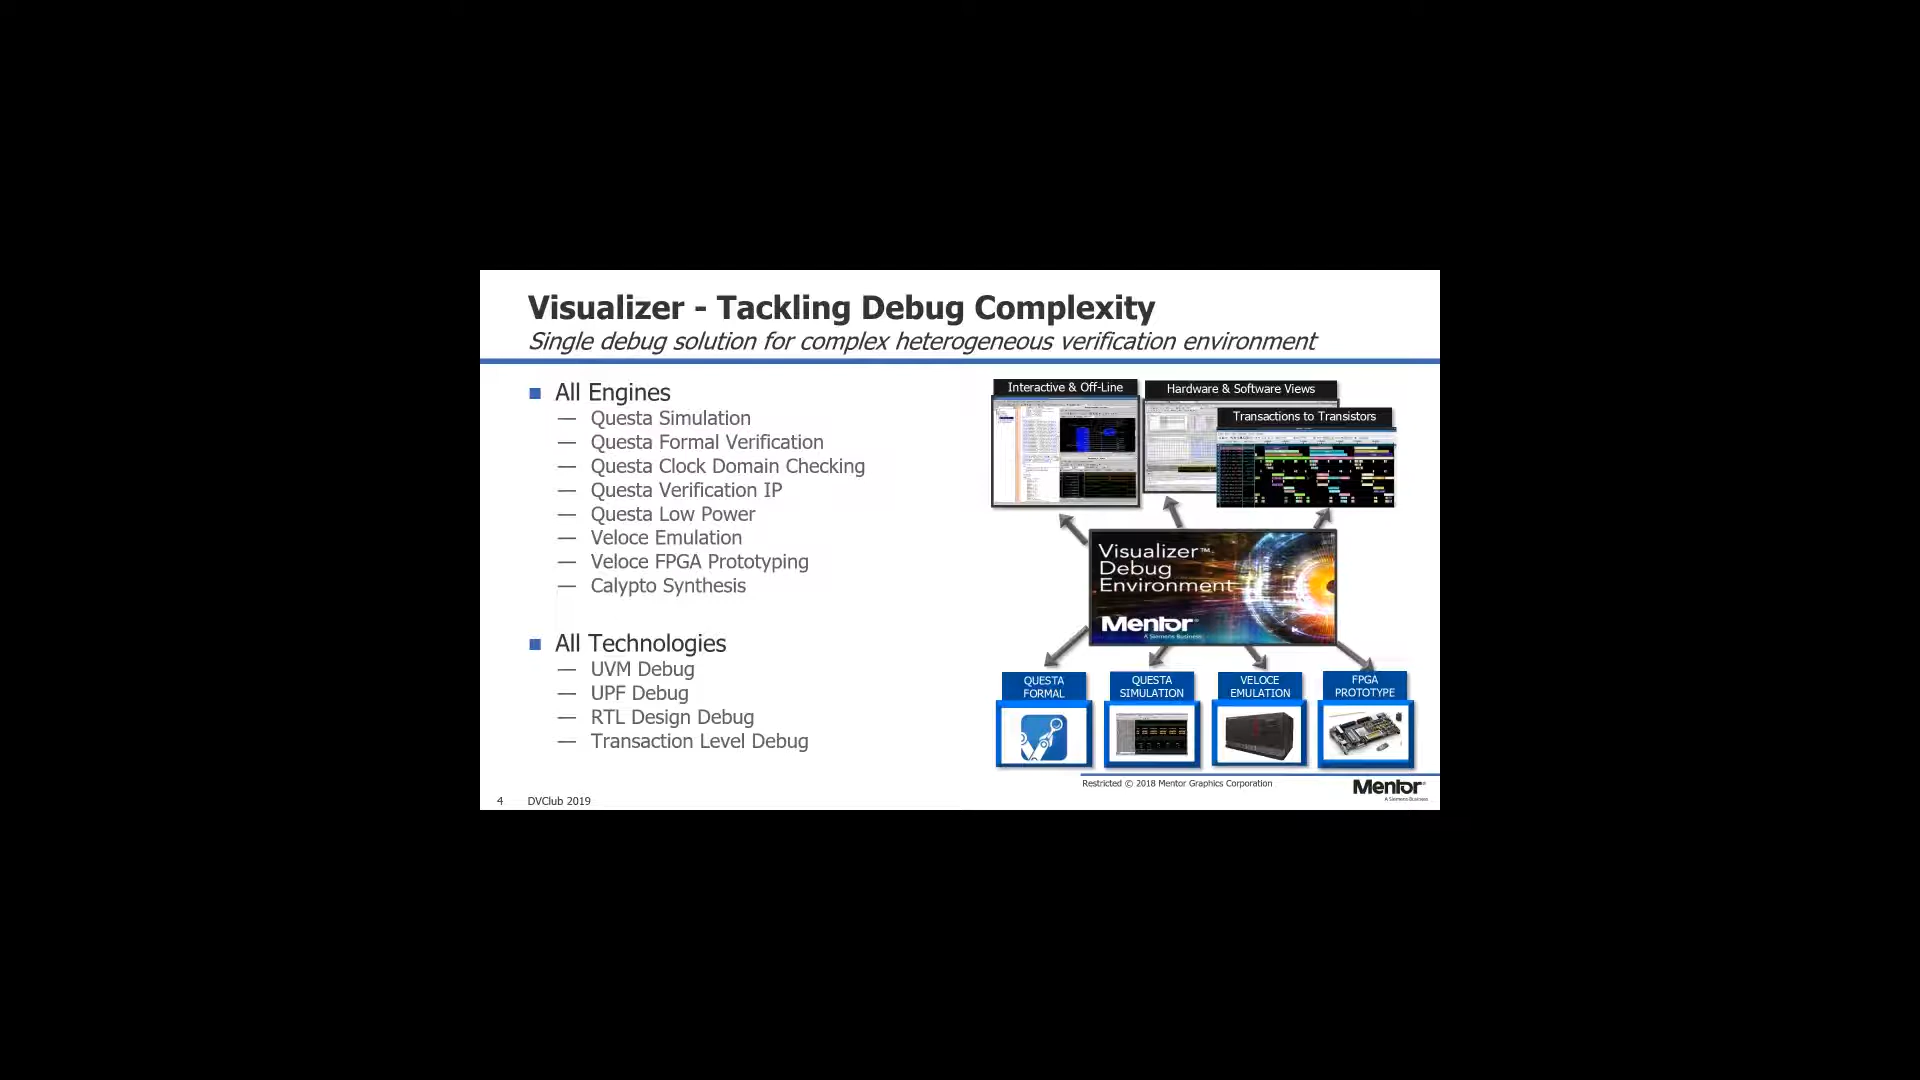 Visualizer - Tackling Debug Complexity
Single debug solution for complex heterogeneous verification environment
■ All Engines
— Questa Simulation
— Questa Formal Verification
— Questa Clock Domain Checking
— Questa Verification IP
— Questa Low Power
— Veloce Emulation
— Veloce FPGA Prototyping
— Calypto Synthesis
■ All Technologies
— UVM Debug
— UPF Debug
— RTL Design Debug
— Transaction Level Debug
Interactive & Off-Line
Hardware & Software Views
Transactions to Transistors
Visualizer™
Debug
Environment
Mentor®
A Siemens Business
QUESTA
FORMAL
QUESTA
SIMULATION
VELOCE
EMULATION
FPGA
PROTOTYPE
Restricted © 2018 Mentor Graphics Corporation
Mentor®
A Siemens Business
4 DVClub 2019